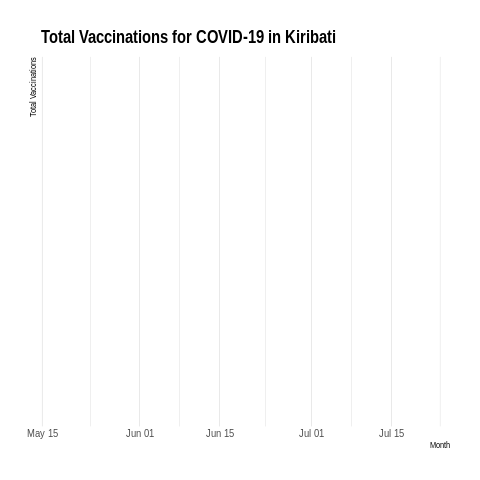 Total Vaccinations for COVID-19 in Kiribati
Total Vaccinations
May 15 Jun 01 Jun 15 Jul 01 Jul 15
Month